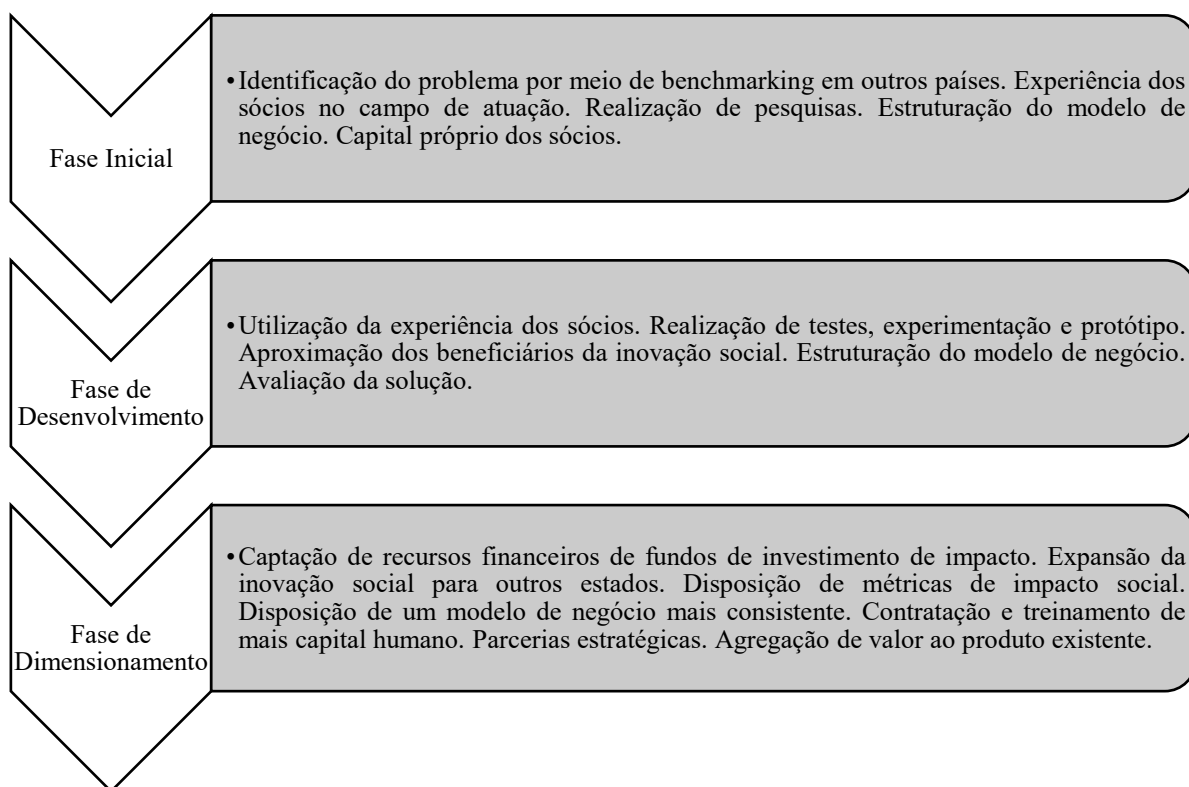 Fase Inicial
•Identificação do problema por meio de benchmarking em outros países. Experiência dos
sócios no campo de atuação. Realização de pesquisas. Estruturação do modelo de
negócio. Capital próprio dos sócios.
Fase de
Desenvolvimento
•Utilização da experiência dos sócios. Realização de testes, experimentação e protótipo.
Aproximação dos beneficiários da inovação social. Estruturação do modelo de negócio.
Avaliação da solução.
Fase de
Dimensionamento
•Captação de recursos financeiros de fundos de investimento de impacto. Expansão da
inovação social para outros estados. Disposição de métricas de impacto social.
Disposição de um modelo de negócio mais consistente. Contratação e treinamento de
mais capital humano. Parcerias estratégicas. Agregação de valor ao produto existente.